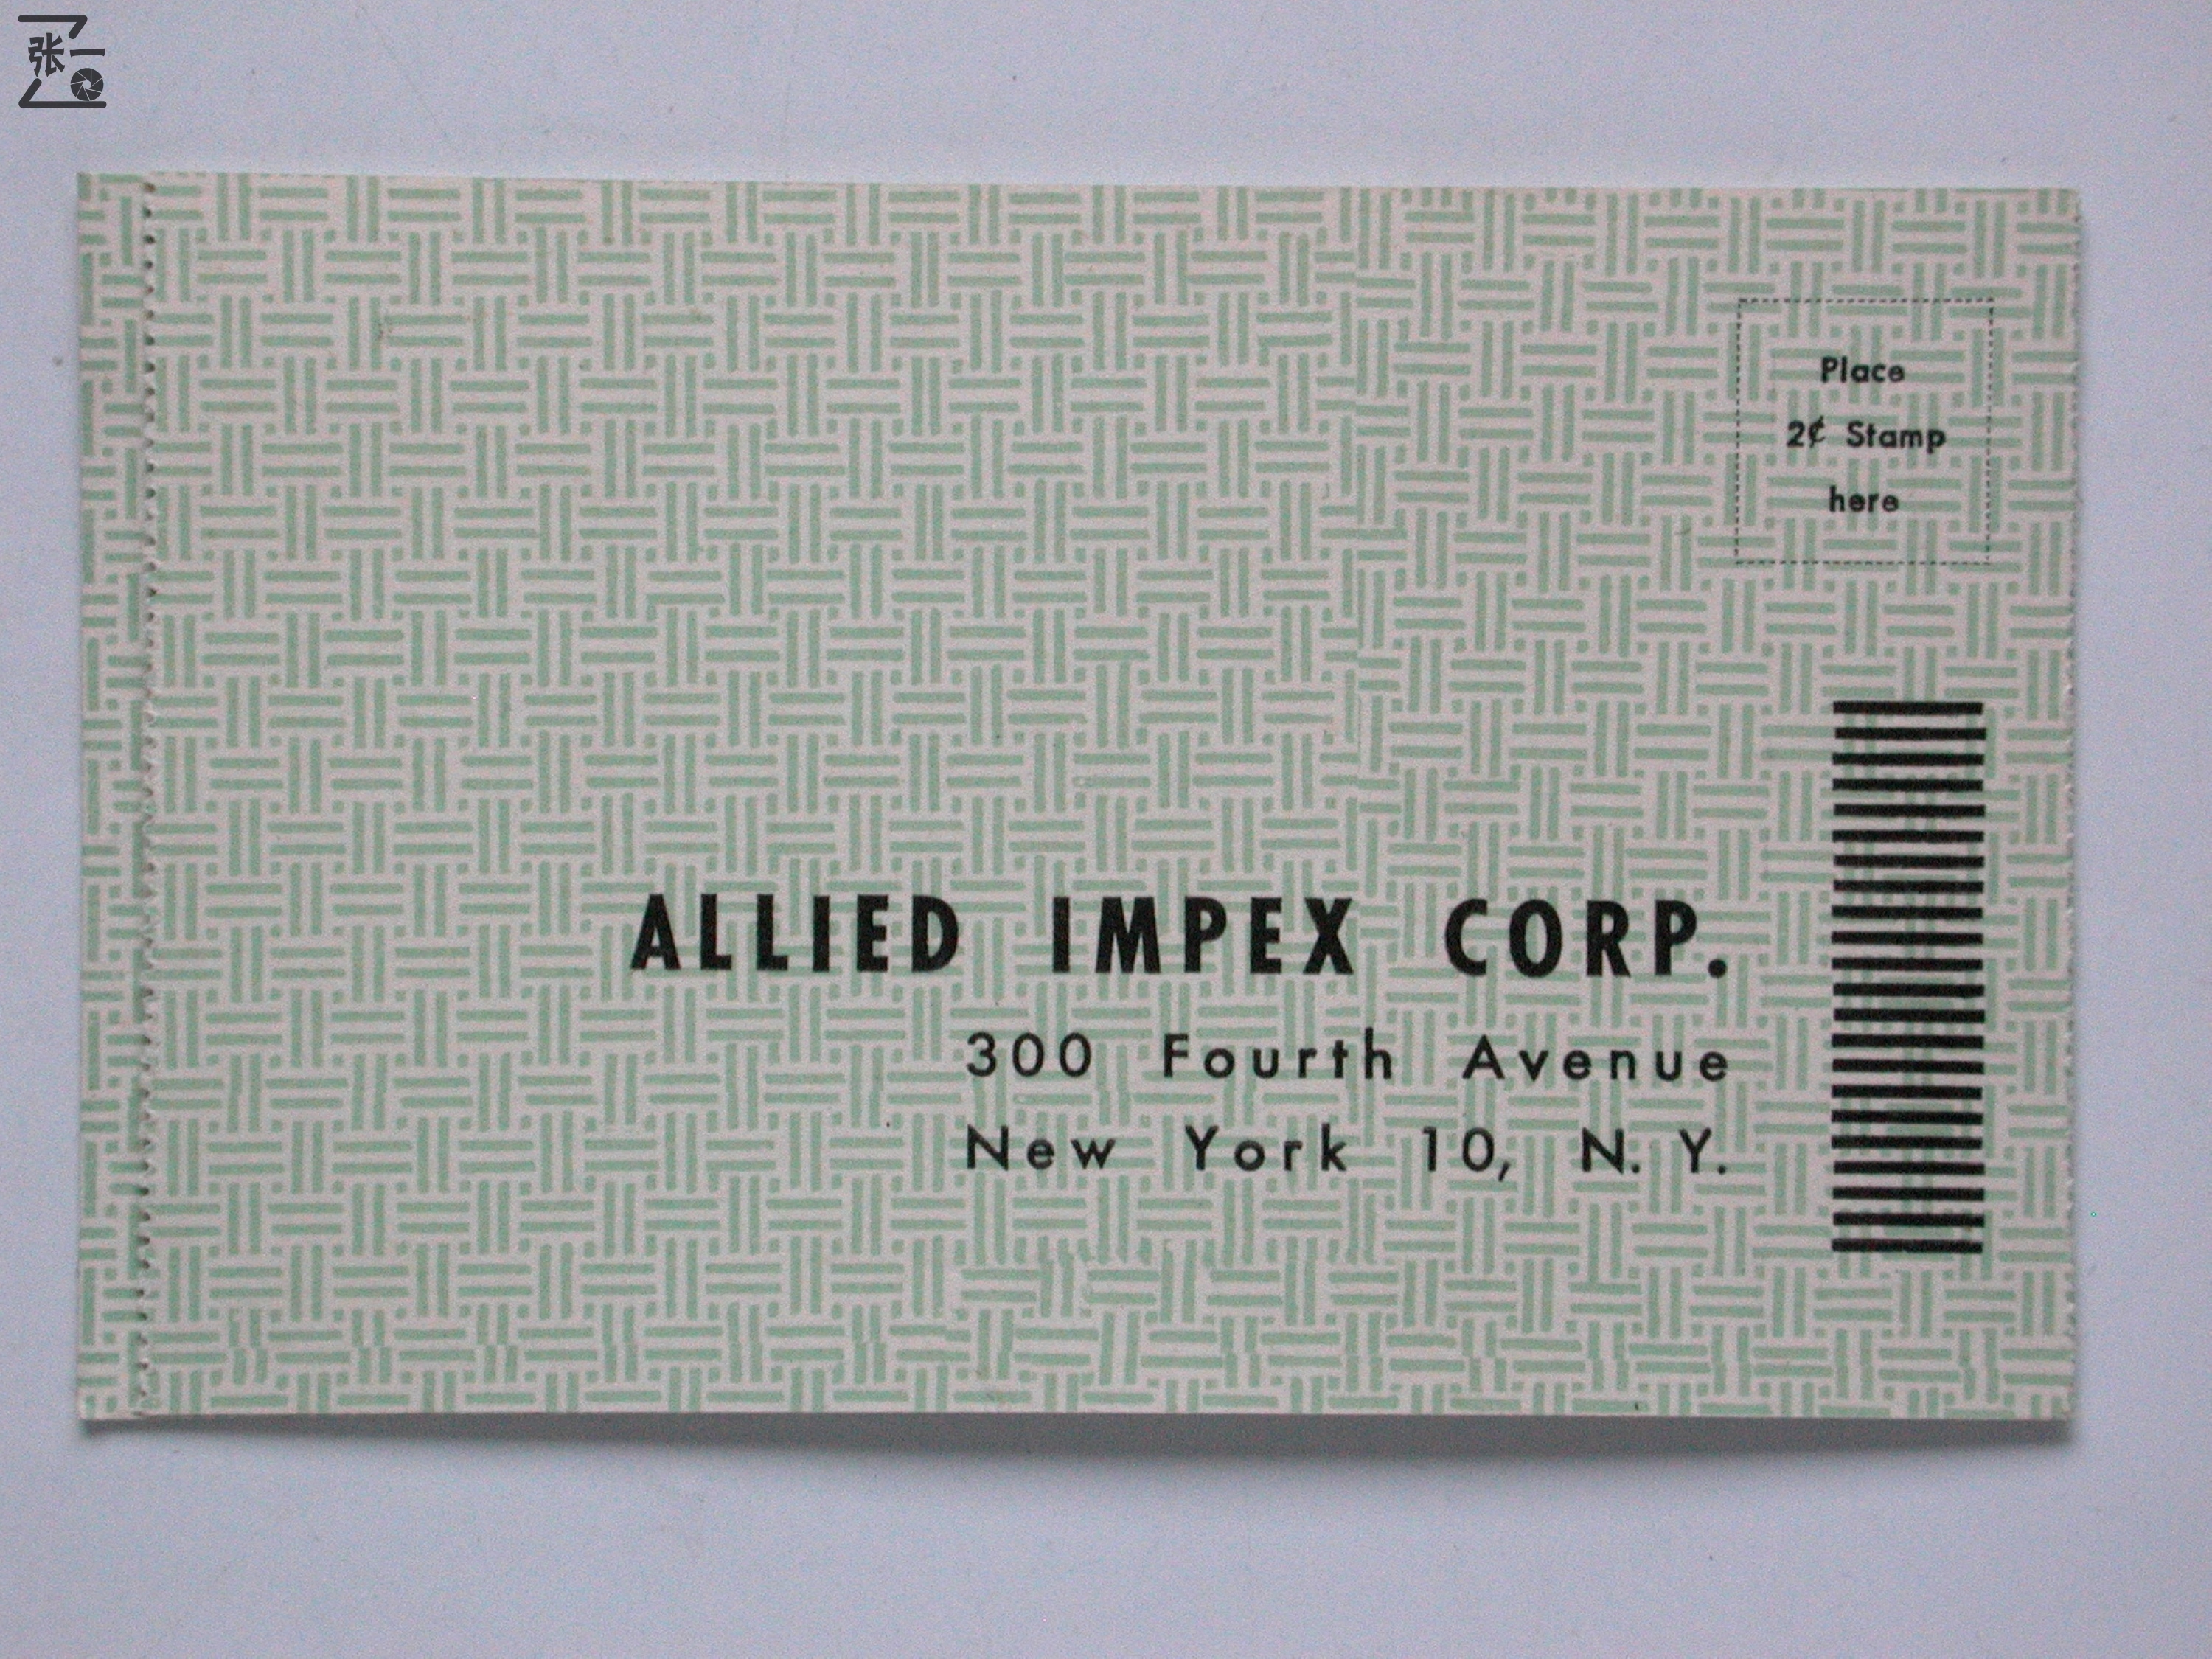 张一
Place
2¢ Stamp
here
ALLIED IMPEX CORP.
300 Fourth Avenue
New York 10, N. Y.